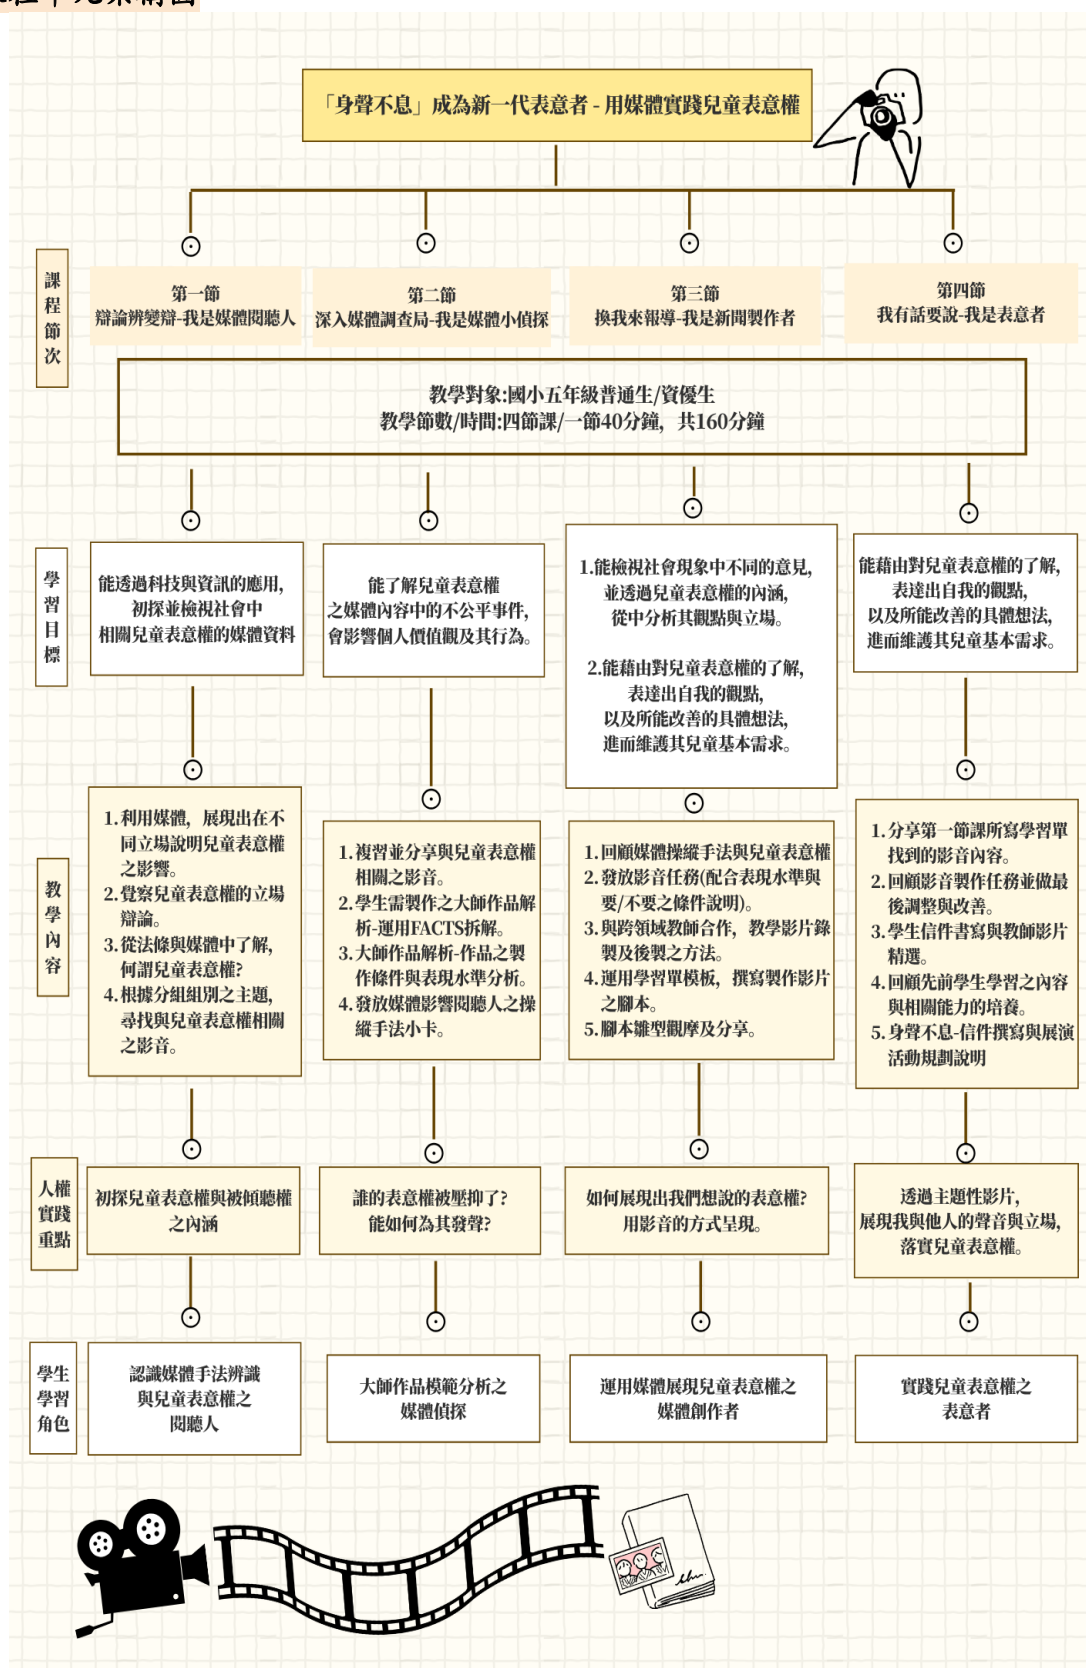 「身聲不息」成為新一代表意者 - 用媒體實踐兒童表意權
課程節次
第一節
辯論辨變辯-我是媒體閱聽人
第二節
深入媒體調查局-我是媒體小偵探
第三節
換我來報導-我是新聞製作者
第四節
我有話要說-我是表意者
教學對象:國小五年級普通生/資優生
教學節數/時間:四節課/一節40分鐘，共160分鐘
學習目標
能透過科技與資訊的應用，
初探並檢視社會中
相關兒童表意權的媒體資料
能了解兒童表意權
之媒體內容中的不公平事件，
會影響個人價值觀及其行為。
1.能檢視社會現象中不同的意見，
並透過兒童表意權的內涵，
從中分析其觀點與立場。
2.能藉由對兒童表意權的了解，
表達出自我的觀點，
以及所能改善的具體想法，
進而維護其兒童基本需求。
能藉由對兒童表意權的了解，
表達出自我的觀點，
以及所能改善的具體想法，
進而維護其兒童基本需求。
教學內容
1.利用媒體，展現出在不
同立場說明兒童表意權
之影響。
2.覺察兒童表意權的立場
辯論。
3.從法條與媒體中了解，
何謂兒童表意權?
4.根據分組組別之主題，
尋找與兒童表意權相關
之影音。
1.複習並分享與兒童表意權
相關之影音。
2.學生需製作之大師作品解
析-運用FACTS拆解。
3.大師作品解析-作品之製
作條件與表現水準分析。
4.發放媒體影響閱聽人之操
縱手法小卡。
1.回顧媒體操縱手法與兒童表意權
2.發放影音任務(配合表現水準與
要/不要之條件說明)。
3.與跨領域教師合作，教學影片錄
製及後製之方法。
4.運用學習單模板，撰寫製作影片
之腳本。
5.腳本雛型觀摩及分享。
1.分享第一節課所寫學習單
找到的影音內容。
2.回顧影音製作任務並做最
後調整與改善。
3.學生信件書寫與教師影片
精選。
4.回顧先前學生學習之內容
與相關能力的培養。
5.身聲不息-信件撰寫與展演
活動規劃說明
人權
實踐
重點
初探兒童表意權與被傾聽權
之內涵
誰的表意權被壓抑了?
能如何為其發聲?
如何展現出我們想說的表意權?
用影音的方式呈現。
透過主題性影片，
展現我與他人的聲音與立場，
落實兒童表意權。
學生
學習
角色
認識媒體手法辨識
與兒童表意權之
閱聽人
大師作品模範分析之
媒體偵探
運用媒體展現兒童表意權之
媒體創作者
實踐兒童表意權之
表意者